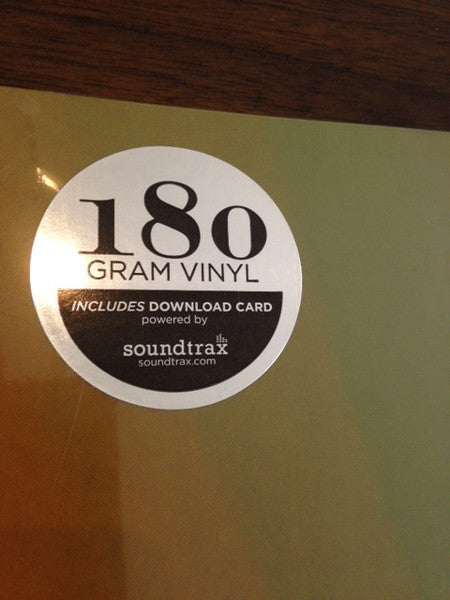 180
GRAM VINYL
INCLUDES DOWNLOAD CARD
powered by
soundtrax
soundtrax.com